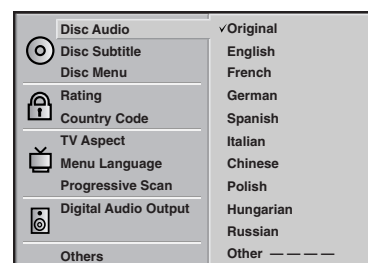 Disc Audio
Disc Subtitle
Disc Menu
Rating
Country Code
TV Aspect
Menu Language
Progressive Scan
Digital Audio Output
Others
✓Original
English
French
German
Spanish
Italian
Chinese
Polish
Hungarian
Russian
Other — — — —